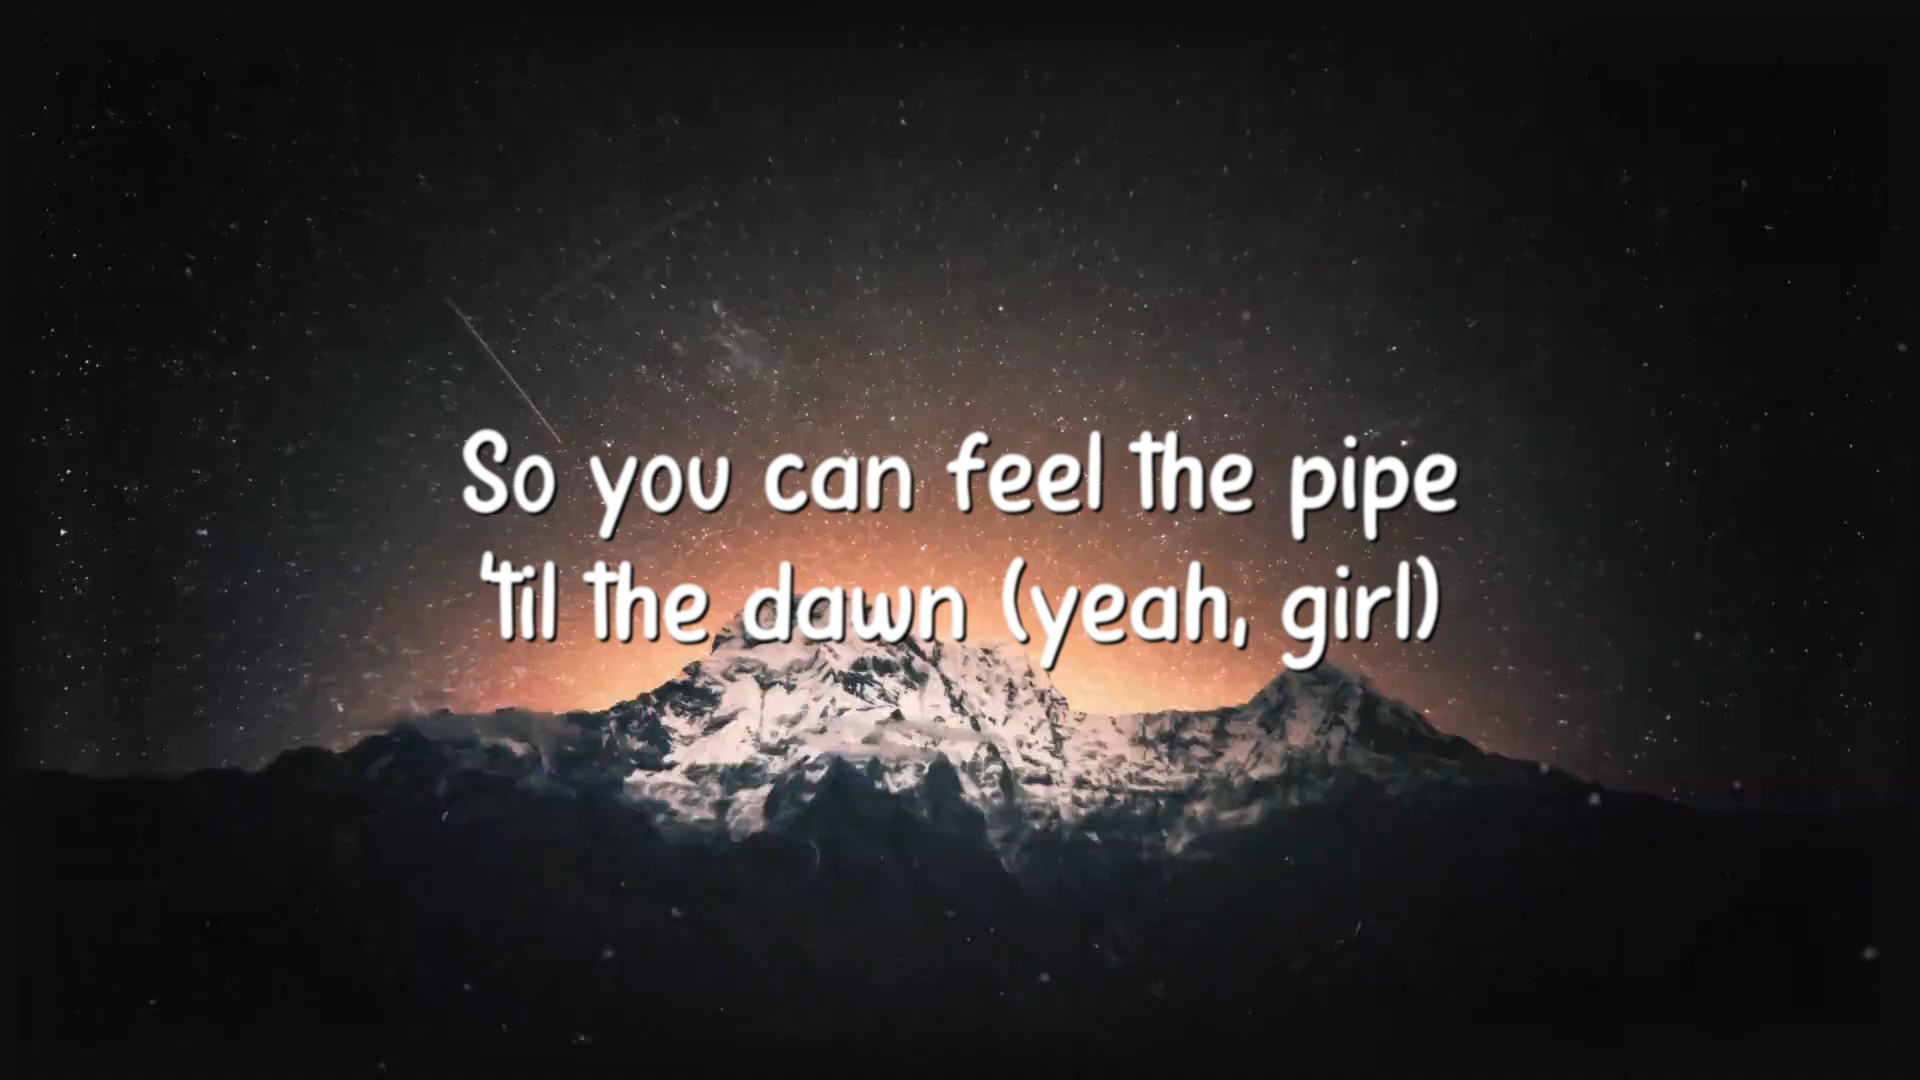 So you can feel the pipe
'til the dawn (yeah, girl)